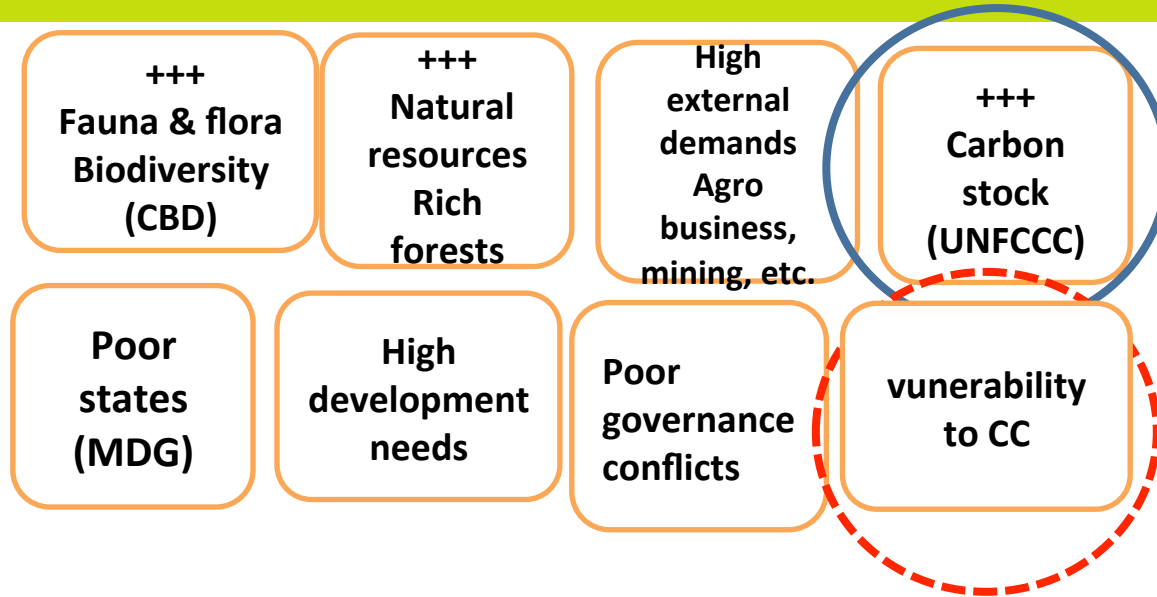 +++
Fauna & flora
Biodiversity
(CBD)
+++
Natural
resources
Rich
forests
High
external
demands
Agro
business,
mining, etc.
+++
Carbon
stock
(UNFCCC)
Poor
states
(MDG)
High
development
needs
Poor
governance
conflicts
vunerability
to CC